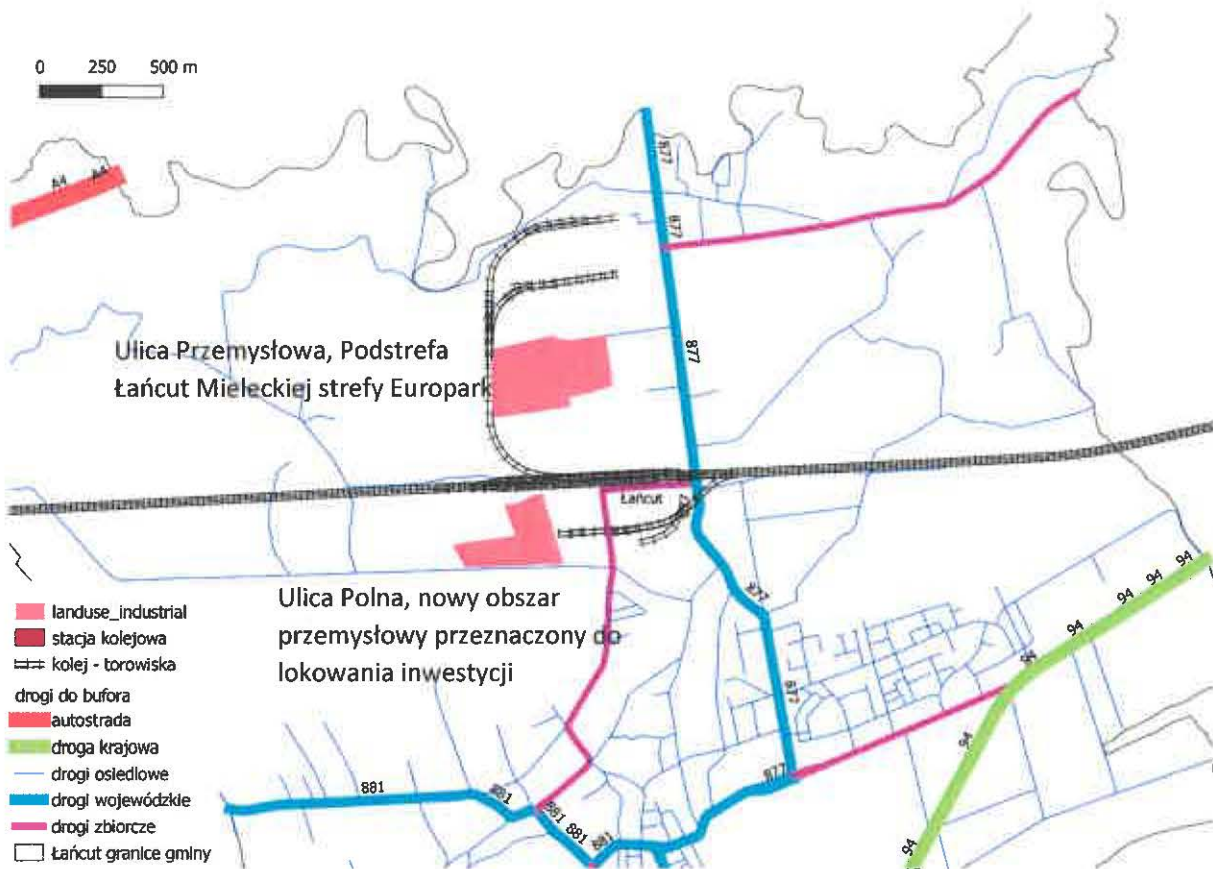 0 250 500 m
A4 A4
877
877
877
Ulica Przemysłowa, Podstrefa
Łańcut Mieleckiej strefy Europark
Łańcut
94
94
94
94
94
94
94
877
877
877
Ulica Polna, nowy obszar
przemysłowy przeznaczony do
lokowania inwestycji
881
881
881
881
881
landuse_industrial
stacja kolejowa
kolej - torowiska
drogi do bufora
autostrada
droga krajowa
drogi osiedlowe
drogi wojewódzkie
drogi zbiorcze
Łańcut granice gminy